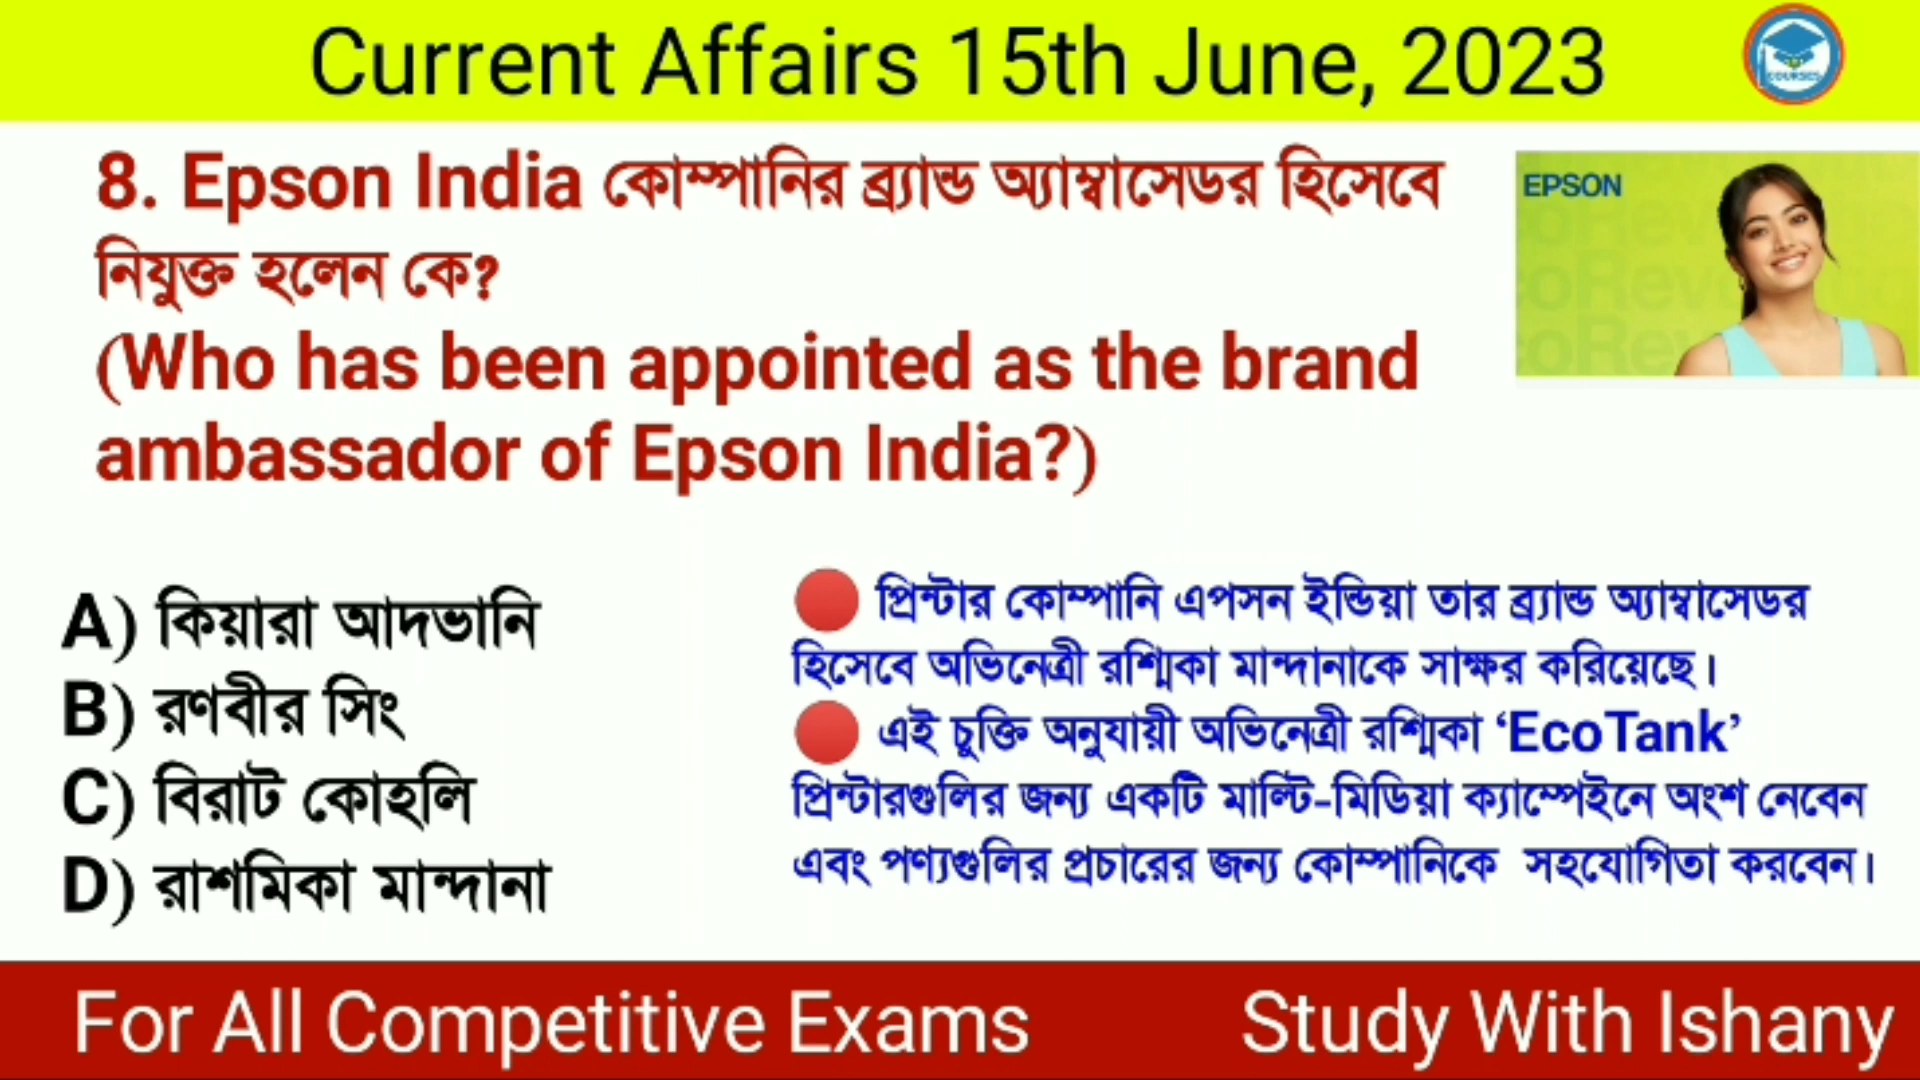 Current Affairs 15th June, 2023
COURSES
8. Epson India কোম্পানির ব্র্যান্ড অ্যাম্বাসেডর হিসেবে
নিযুক্ত হলেন কে?
(Who has been appointed as the brand
ambassador of Epson India?)
EPSON
A) কিয়ারা আদভানি
B) রণবীর সিং
C) বিরাট কোহলি
D) রাশমিকা মান্দানা
প্রিন্টার কোম্পানি এপসন ইন্ডিয়া তার ব্র্যান্ড অ্যাম্বাসেডর
হিসেবে অভিনেত্রী রশ্মিকা মান্দানাকে সাক্ষর করিয়েছে।
এই চুক্তি অনুযায়ী অভিনেত্রী রশ্মিকা ‘EcoTank’
প্রিন্টারগুলির জন্য একটি মাল্টি-মিডিয়া ক্যাম্পেইনে অংশ নেবেন
এবং পণ্যগুলির প্রচারের জন্য কোম্পানিকে সহযোগিতা করবেন।
For All Competitive Exams
Study With Ishany